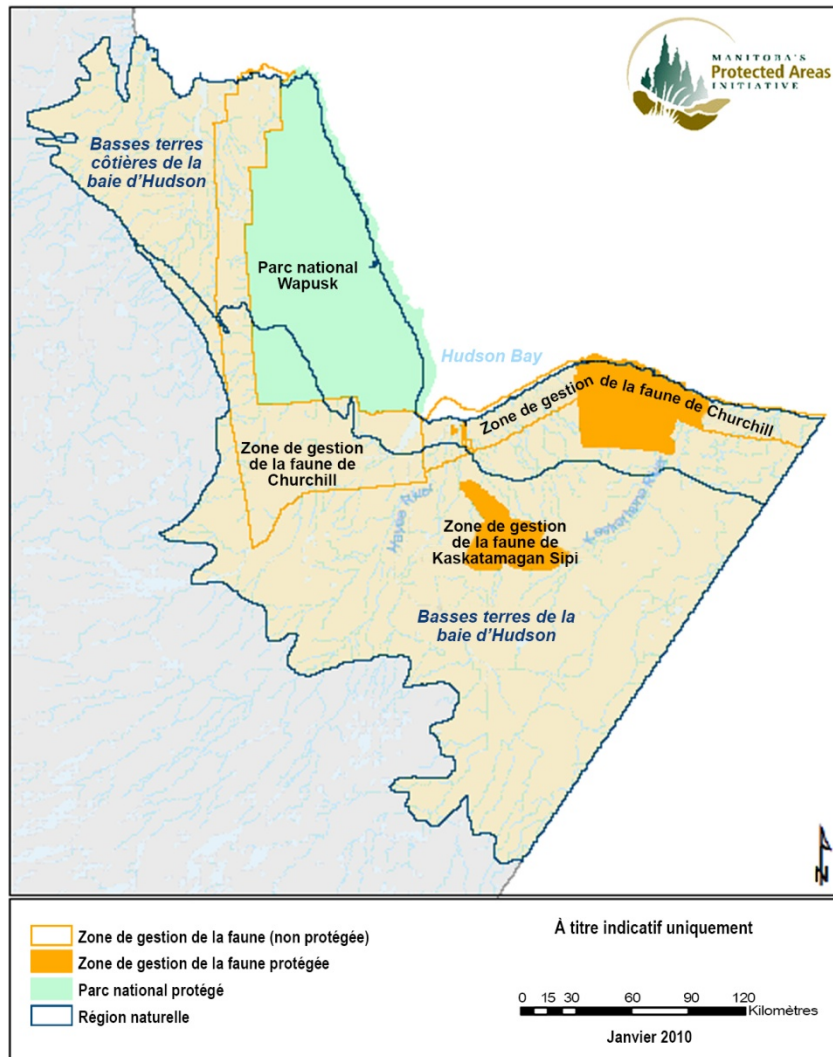 MANITOBA'S
Protected Areas
INITIATIVE
Basses terres
côtières de la
baie d'Hudson
Parc national
Wapusk
Hudson Bay
Zone de gestion de la faune de Churchill
Zone de gestion
de la faune de
Churchill
Hayes River
Kaskattama River
Zone de gestion
de la faune de
Kaskatamagan Sipi
Basses terres de la
baie d'Hudson
N
Zone de gestion de la faune (non protégée)
Zone de gestion de la faune protégée
Parc national protégé
Région naturelle
À titre indicatif uniquement
0 15 30 60 90 120
Kilomètres
Janvier 2010